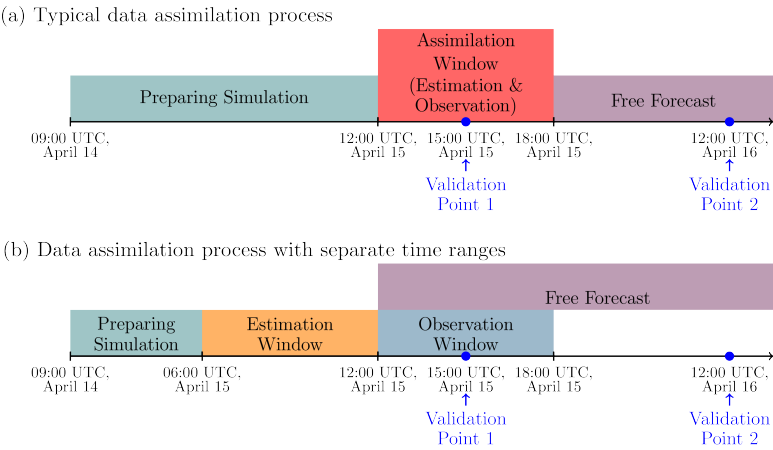 (a) Typical data assimilation process
Assimilation
Window
(Estimation &
Observation)
Preparing Simulation
Free Forecast
09:00 UTC,
April 14
12:00 UTC,
April 15
15:00 UTC,
April 15
18:00 UTC,
April 15
12:00 UTC,
April 16
Validation
Point 1
Validation
Point 2
(b) Data assimilation process with separate time ranges
Free Forecast
Preparing
Simulation
Estimation
Window
Observation
Window
09:00 UTC,
April 14
06:00 UTC,
April 15
12:00 UTC,
April 15
15:00 UTC,
April 15
18:00 UTC,
April 15
12:00 UTC,
April 16
Validation
Point 1
Validation
Point 2